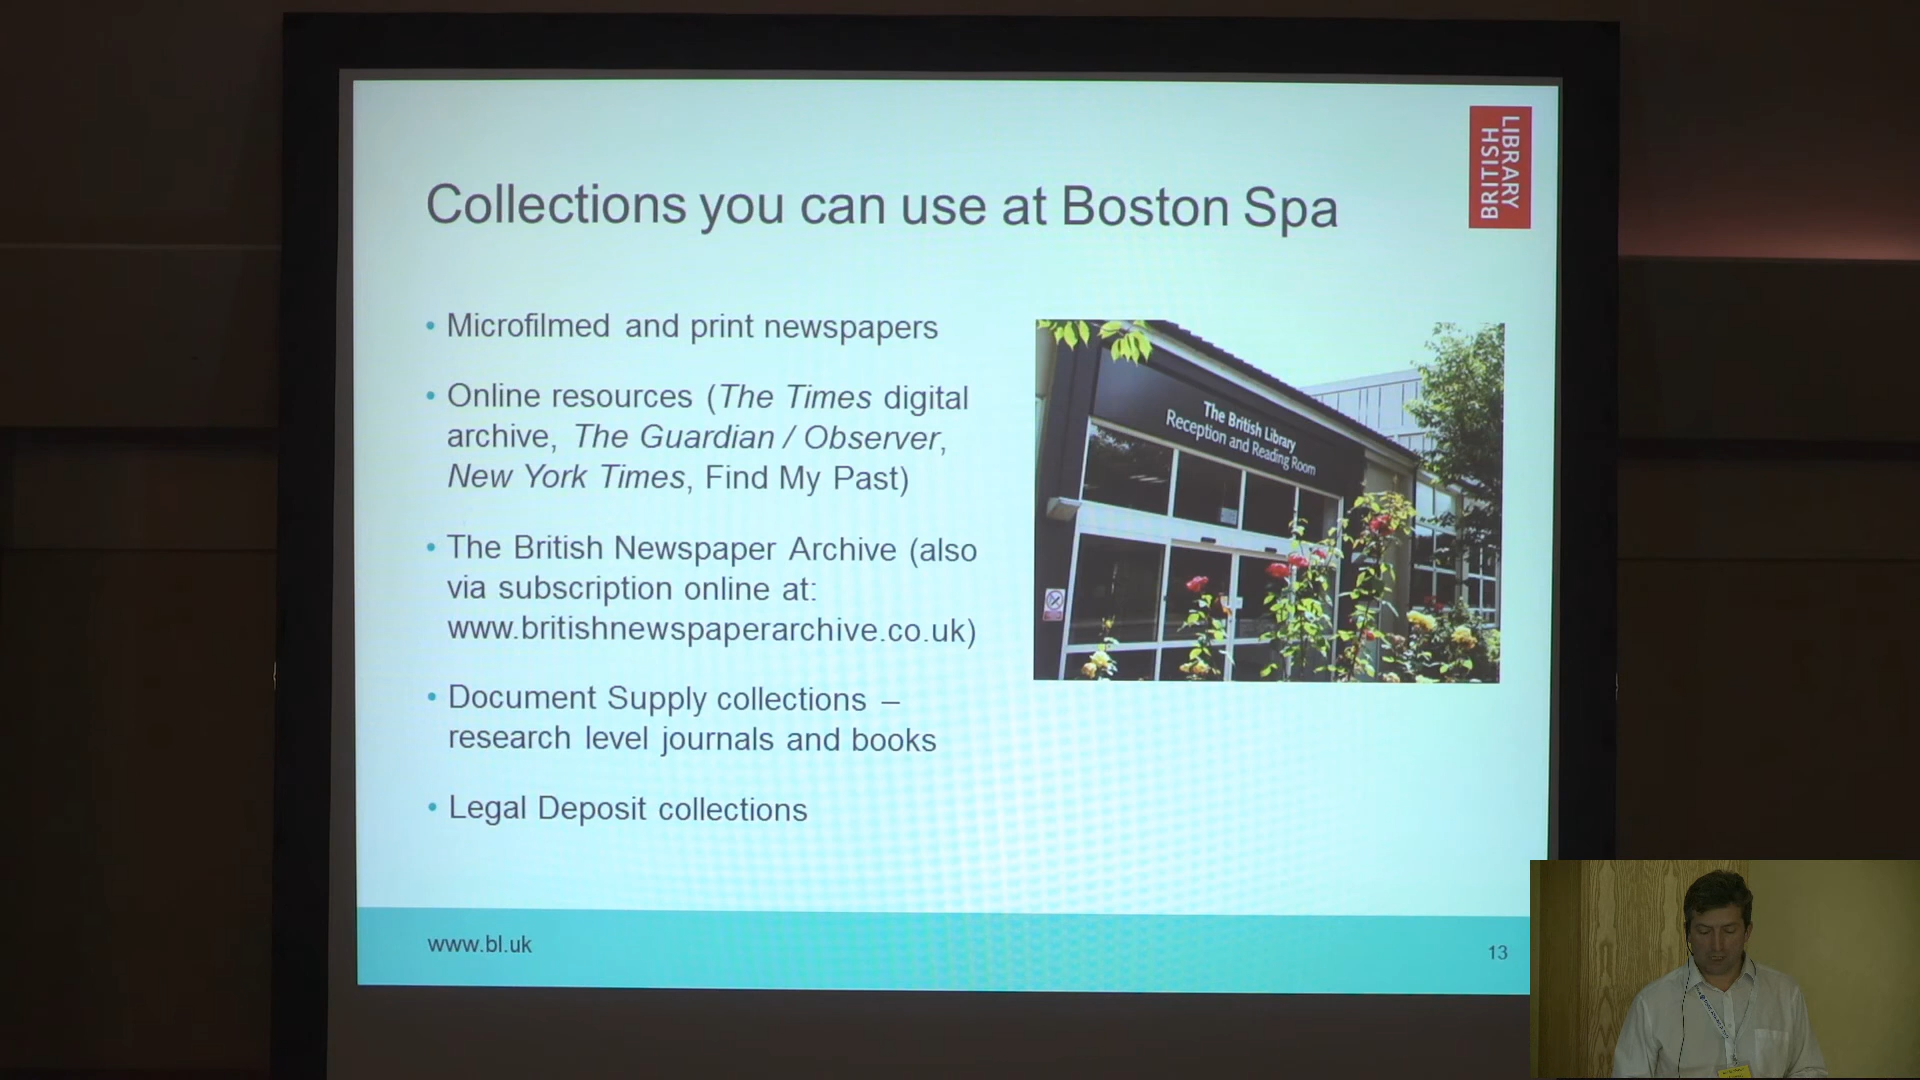 LIBRARY
BRITISH
Collections you can use at Boston Spa
• Microfilmed and print newspapers
• Online resources (The Times digital
archive, The Guardian / Observer,
New York Times, Find My Past)
• The British Newspaper Archive (also
via subscription online at:
www.britishnewspaperarchive.co.uk)
• Document Supply collections –
research level journals and books
• Legal Deposit collections
The British Library
Reception and Reading Room
www.bl.uk
13